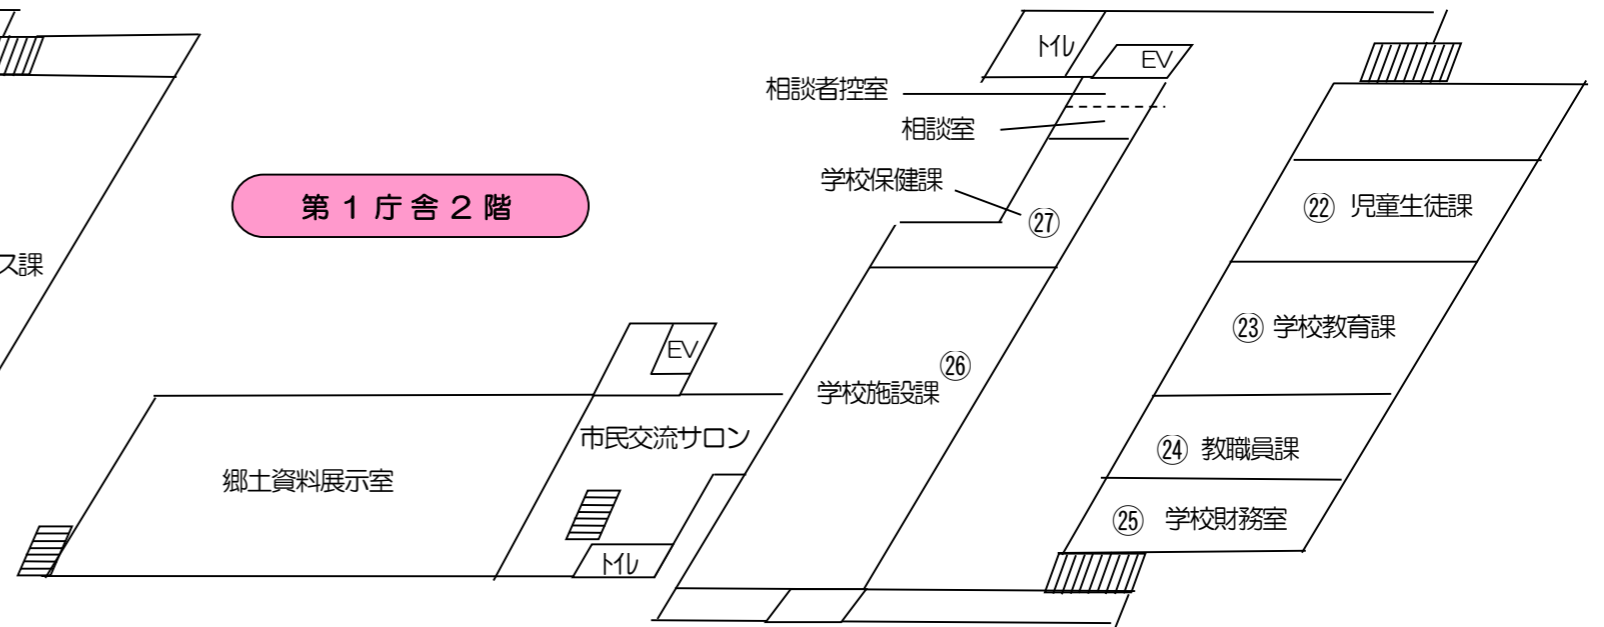 トイレ
EV
相談者控室
相談室
学校保健課
㉗
第１庁舎２階
㉒ 児童生徒課
ス課
㉓ 学校教育課
EV
㉖
学校施設課
市民交流サロン
㉔ 教職員課
郷土資料展示室
㉕ 学校財務室
トイレ